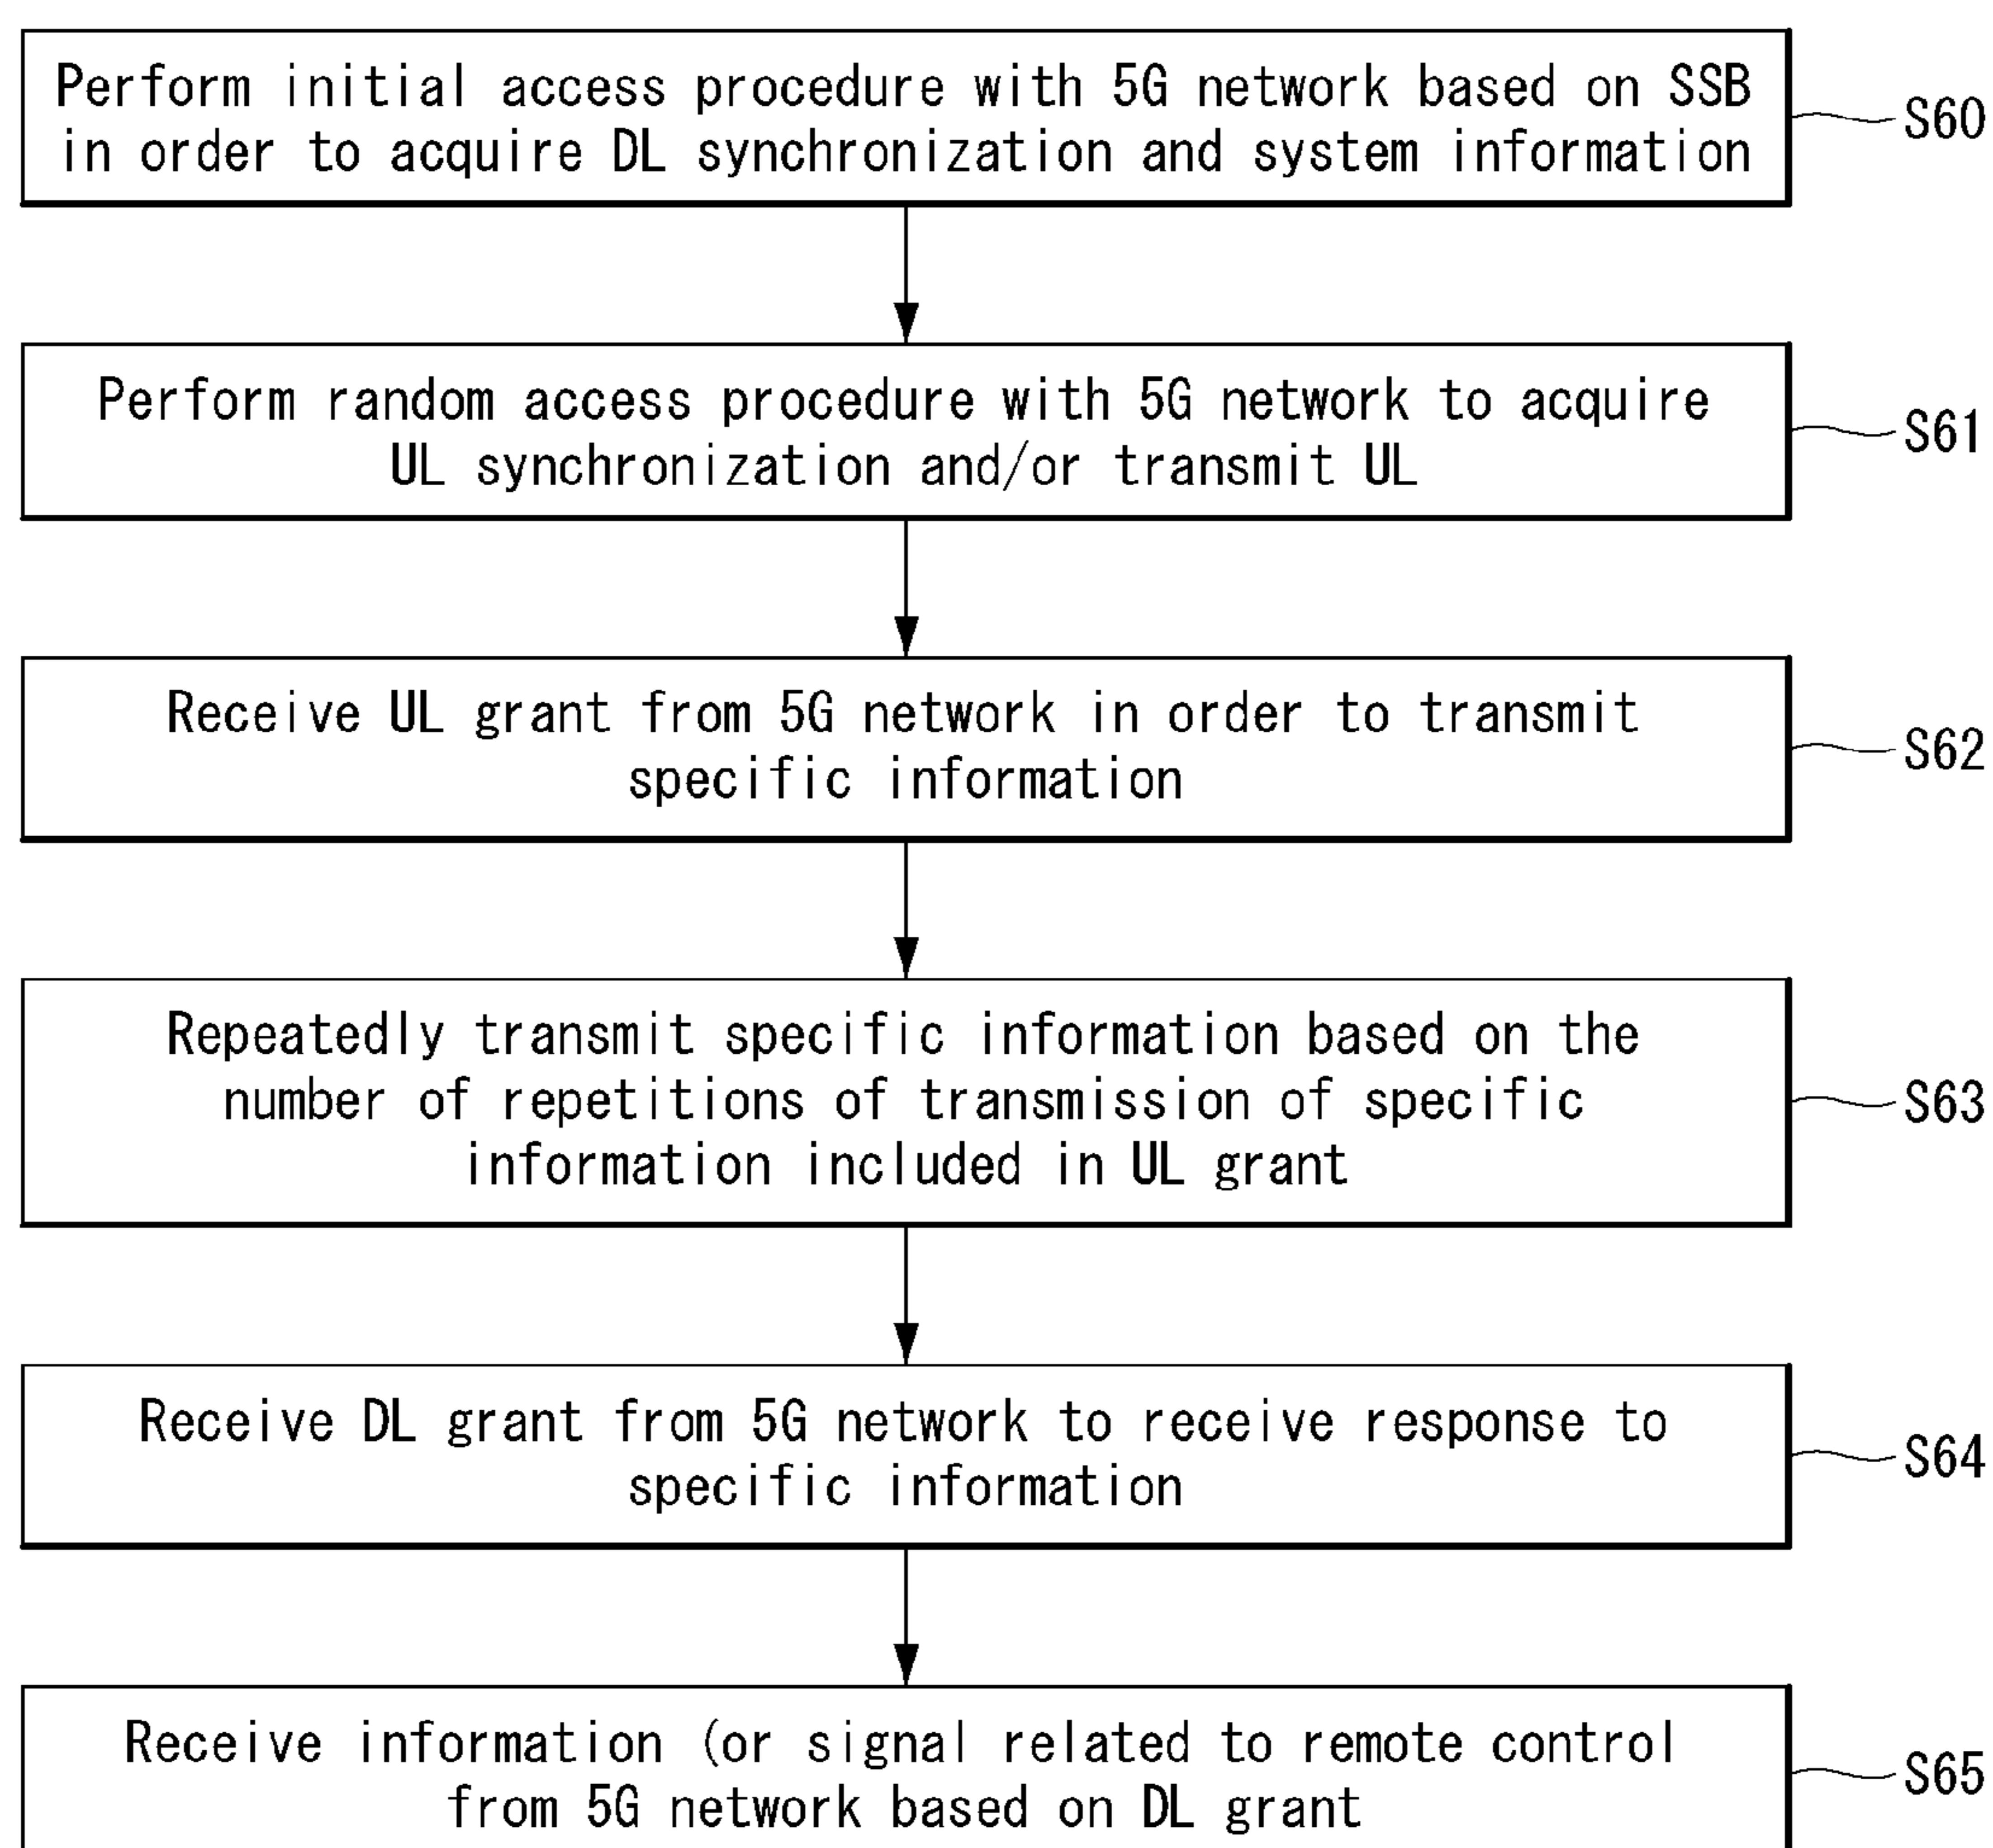 Perform initial access procedure with 5G network based on SSB
in order to acquire DL synchronization and system information
S60
Perform random access procedure with 5G network to acquire
UL synchronization and/or transmit UL
S61
Receive UL grant from 5G network in order to transmit
specific information
S62
Repeatedly transmit specific information based on the
number of repetitions of transmission of specific
information included in UL grant
S63
Receive DL grant from 5G network to receive response to
specific information
S64
Receive information (or signal related to remote control
from 5G network based on DL grant
S65